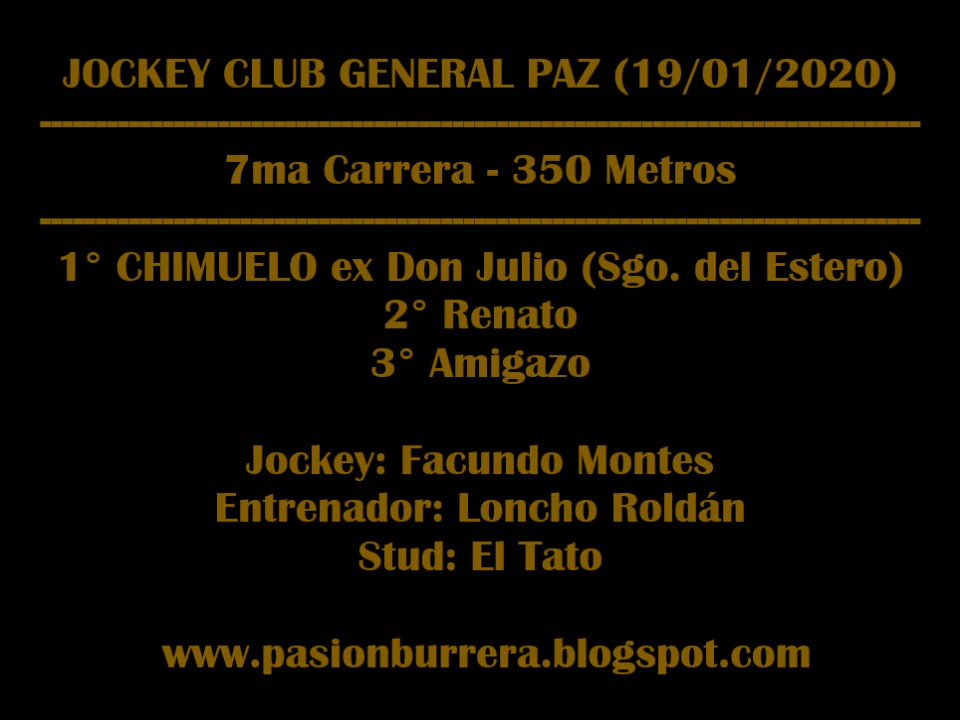 JOCKEY CLUB GENERAL PAZ (19/01/2020)
--------------------------------------------------------------------------------
7ma Carrera - 350 Metros
--------------------------------------------------------------------------------
1° CHIMUELO ex Don Julio (Sgo. del Estero)
2° Renato
3° Amigazo
Jockey: Facundo Montes
Entrenador: Loncho Roldán
Stud: El Tato
www.pasionburrera.blogspot.com